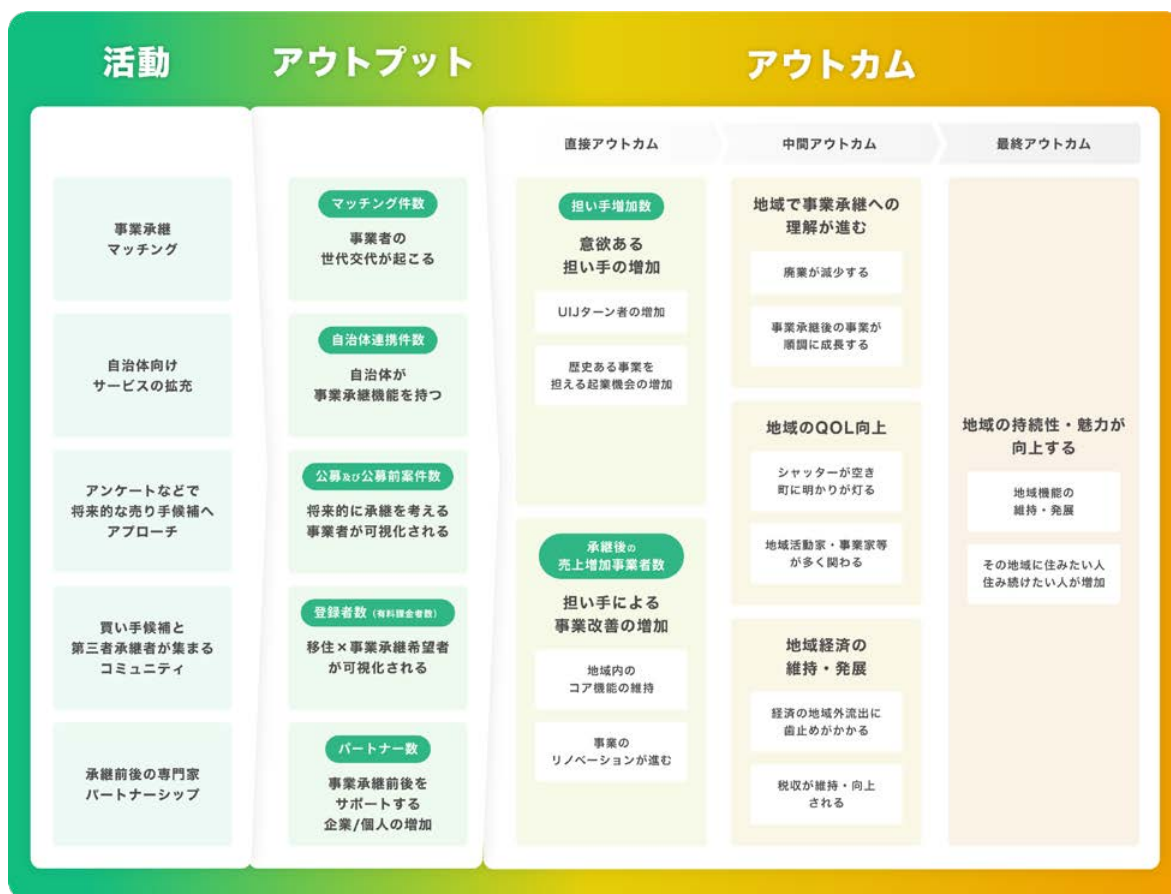 活動
アウトプット
アウトカム
直接アウトカム
中間アウトカム
最終アウトカム
事業承継
マッチング
自治体向け
サービスの拡充
アンケートなどで
将来的な売り手候補へ
アプローチ
買い手候補と
第三者承継者が集まる
コミュニティ
承継前後の専門家
パートナーシップ
マッチング件数
事業者の
世代交代が起こる
自治体連携件数
自治体が
事業承継機能を持つ
公募及び公募前案件数
将来的に承継を考える
事業者が可視化される
登録者数（有料課金者数）
移住×事業承継希望者
が可視化される
パートナー数
事業承継前後を
サポートする
企業/個人の増加
担い手増加数
意欲ある
担い手の増加
UIJターン者の増加
歴史ある事業を
担える起業機会の増加
承継後の
売上増加事業者数
担い手による
事業改善の増加
地域内の
コア機能の維持
事業の
リノベーションが進む
地域で事業承継への
理解が進む
廃業が減少する
事業承継後の事業が
順調に成長する
地域のQOL向上
シャッターが空き
町に明かりが灯る
地域活動家・事業家等
が多く関わる
地域経済の
維持・発展
経済の地域外流出に
歯止めがかかる
税収が維持・向上
される
地域の持続性・魅力が
向上する
地域機能の
維持・発展
その地域に住みたい人
住み続けたい人が増加